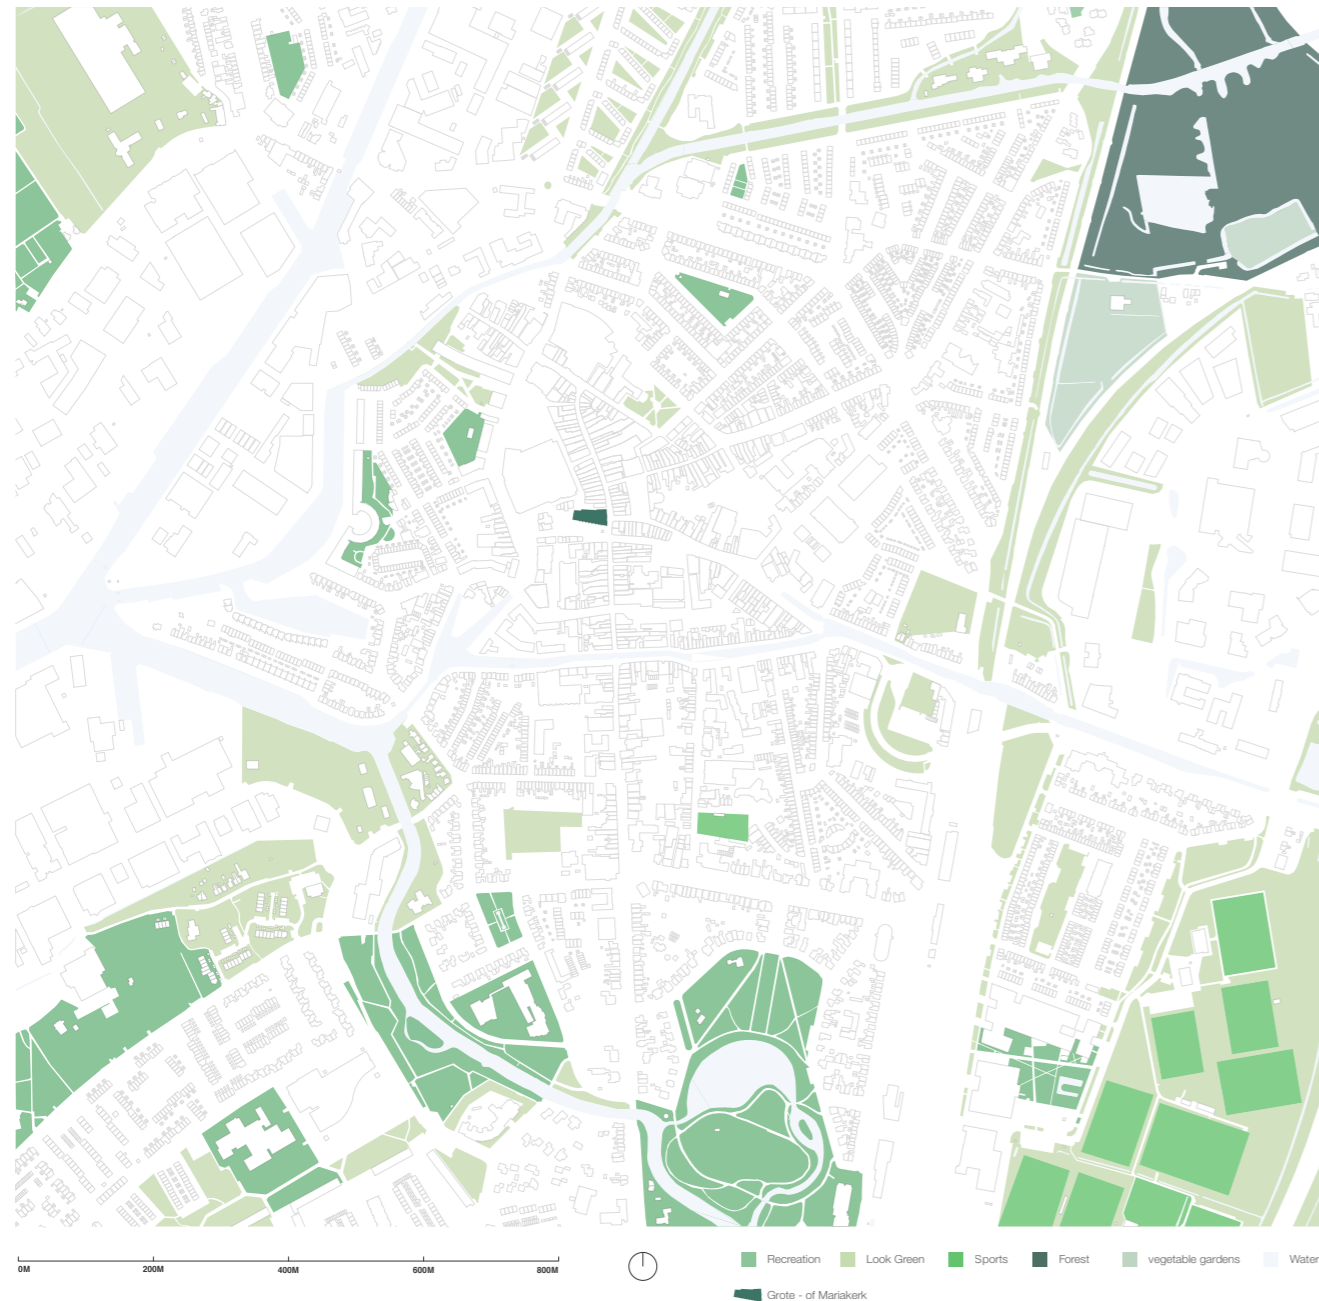 0M 200M 400M 600M 800M
Recreation Look Green Sports Forest vegetable gardens Water
Grote - of Mariakerk